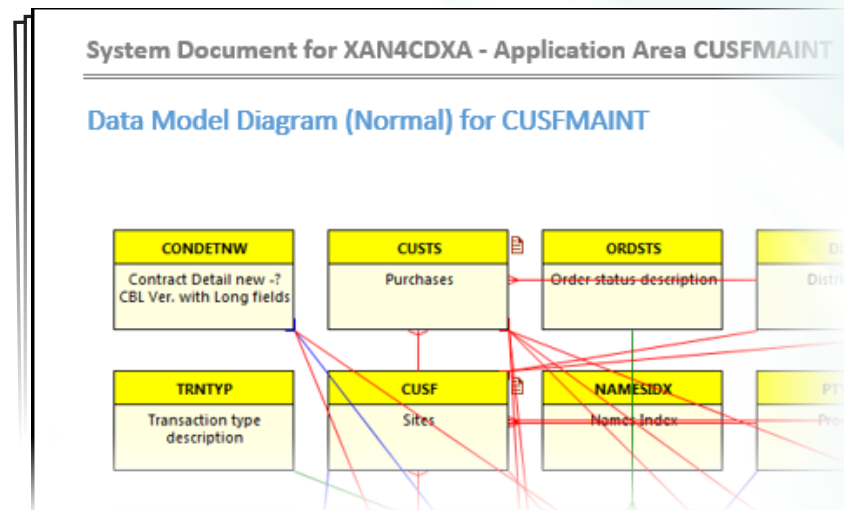 System Document for XAN4CDXA - Application Area CUSFMAINT
Data Model Diagram (Normal) for CUSFMAINT
CONDETNW
Contract Detail new -?
CBL Ver. with Long fields
CUSTS
Purchases
ORDSTS
Order status description
TRNTYP
Transaction type
description
CUSF
Sites
NAMESIDX
Names Index